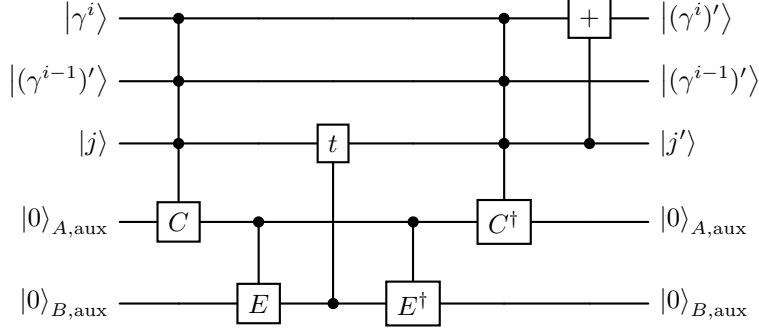 |γ^i⟩ + |(γ^i)′⟩
|(γ^{i−1})′⟩ |(γ^{i−1})′⟩
|j⟩ t |j′⟩
|0⟩_{A,aux} C C† |0⟩_{A,aux}
|0⟩_{B,aux} E E† |0⟩_{B,aux}